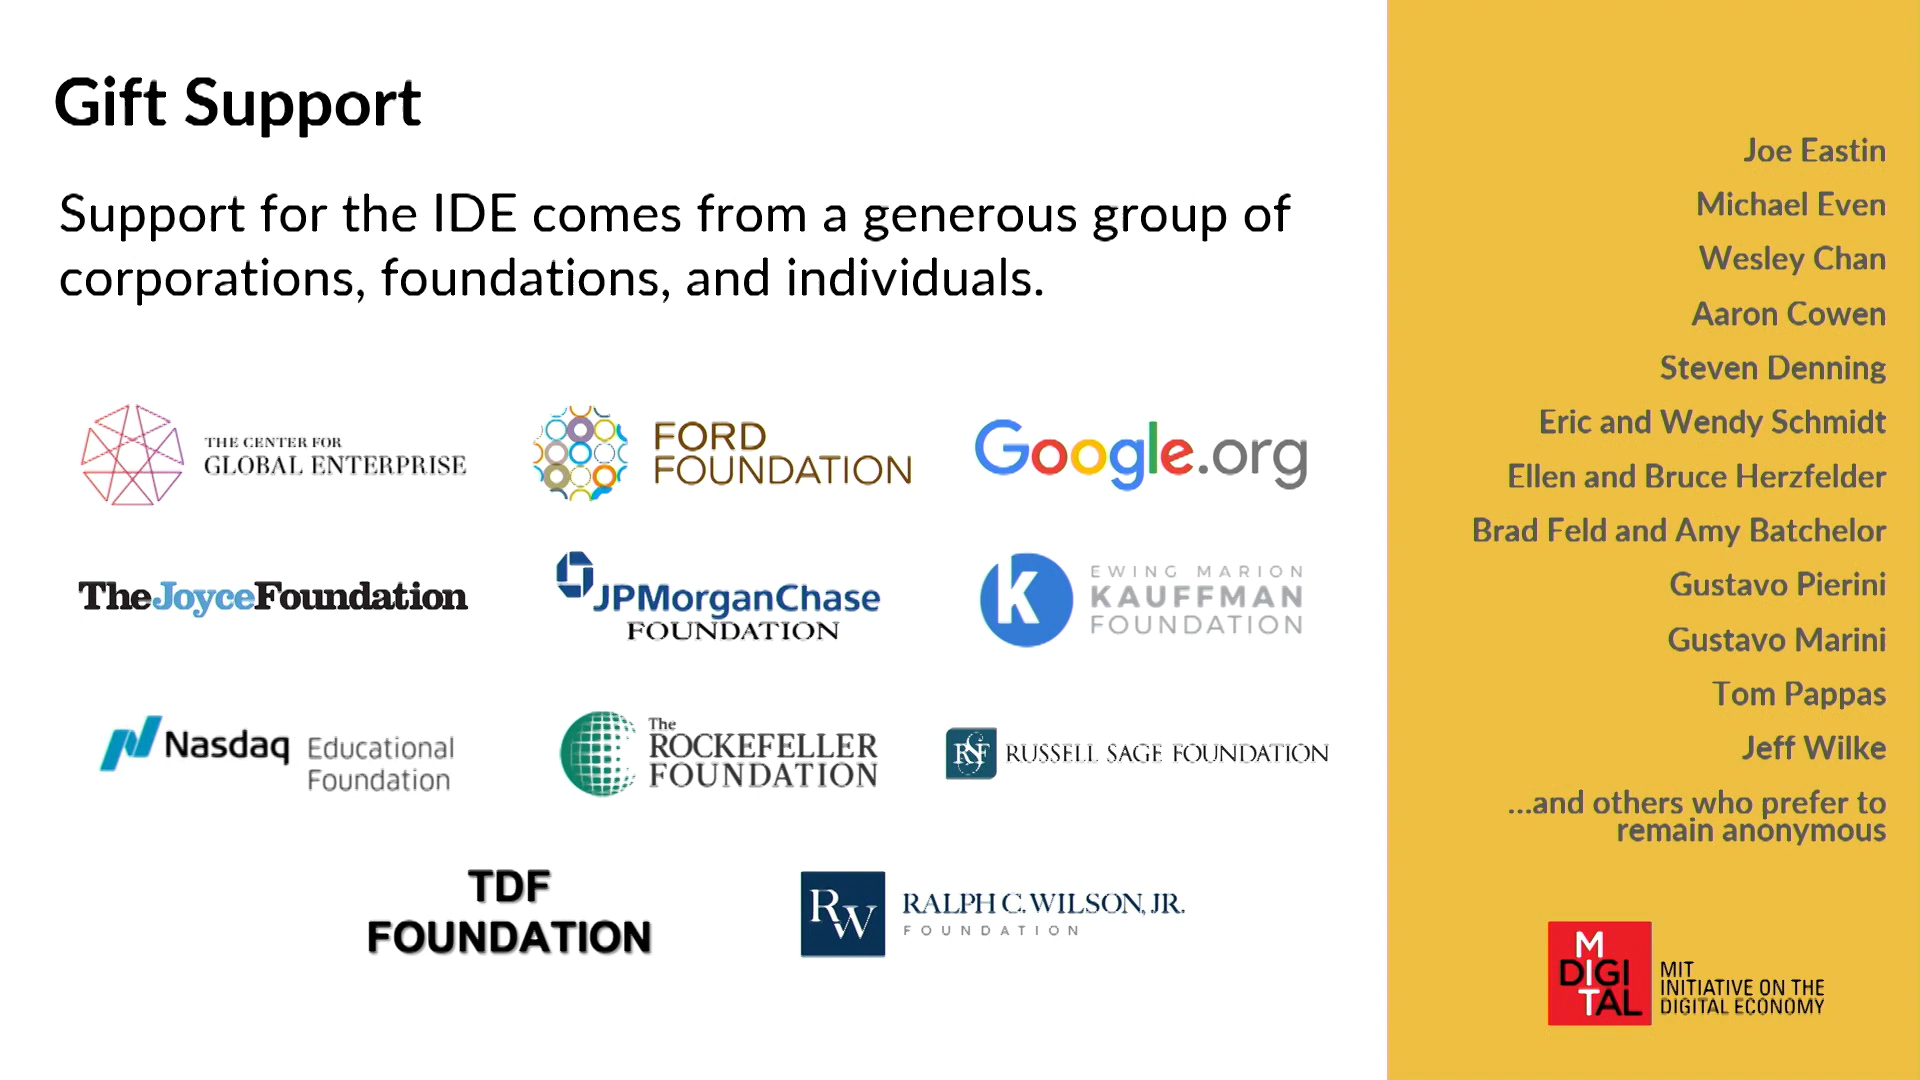 Gift Support
Support for the IDE comes from a generous group of
corporations, foundations, and individuals.
THE CENTER FOR
GLOBAL ENTERPRISE
FORD
FOUNDATION
Google.org
TheJoyceFoundation
JPMorganChase
FOUNDATION
K
EWING MARION
KAUFFMAN
FOUNDATION
Nasdaq Educational
Foundation
The
ROCKEFELLER
FOUNDATION
RSF RUSSELL SAGE FOUNDATION
TDF
FOUNDATION
RW
RALPH C. WILSON, JR.
FOUNDATION
Joe Eastin
Michael Even
Wesley Chan
Aaron Cowen
Steven Denning
Eric and Wendy Schmidt
Ellen and Bruce Herzfelder
Brad Feld and Amy Batchelor
Gustavo Pierini
Gustavo Marini
Tom Pappas
Jeff Wilke
...and others who prefer to
remain anonymous
M
DIGI
TAL
MIT
INITIATIVE ON THE
DIGITAL ECONOMY